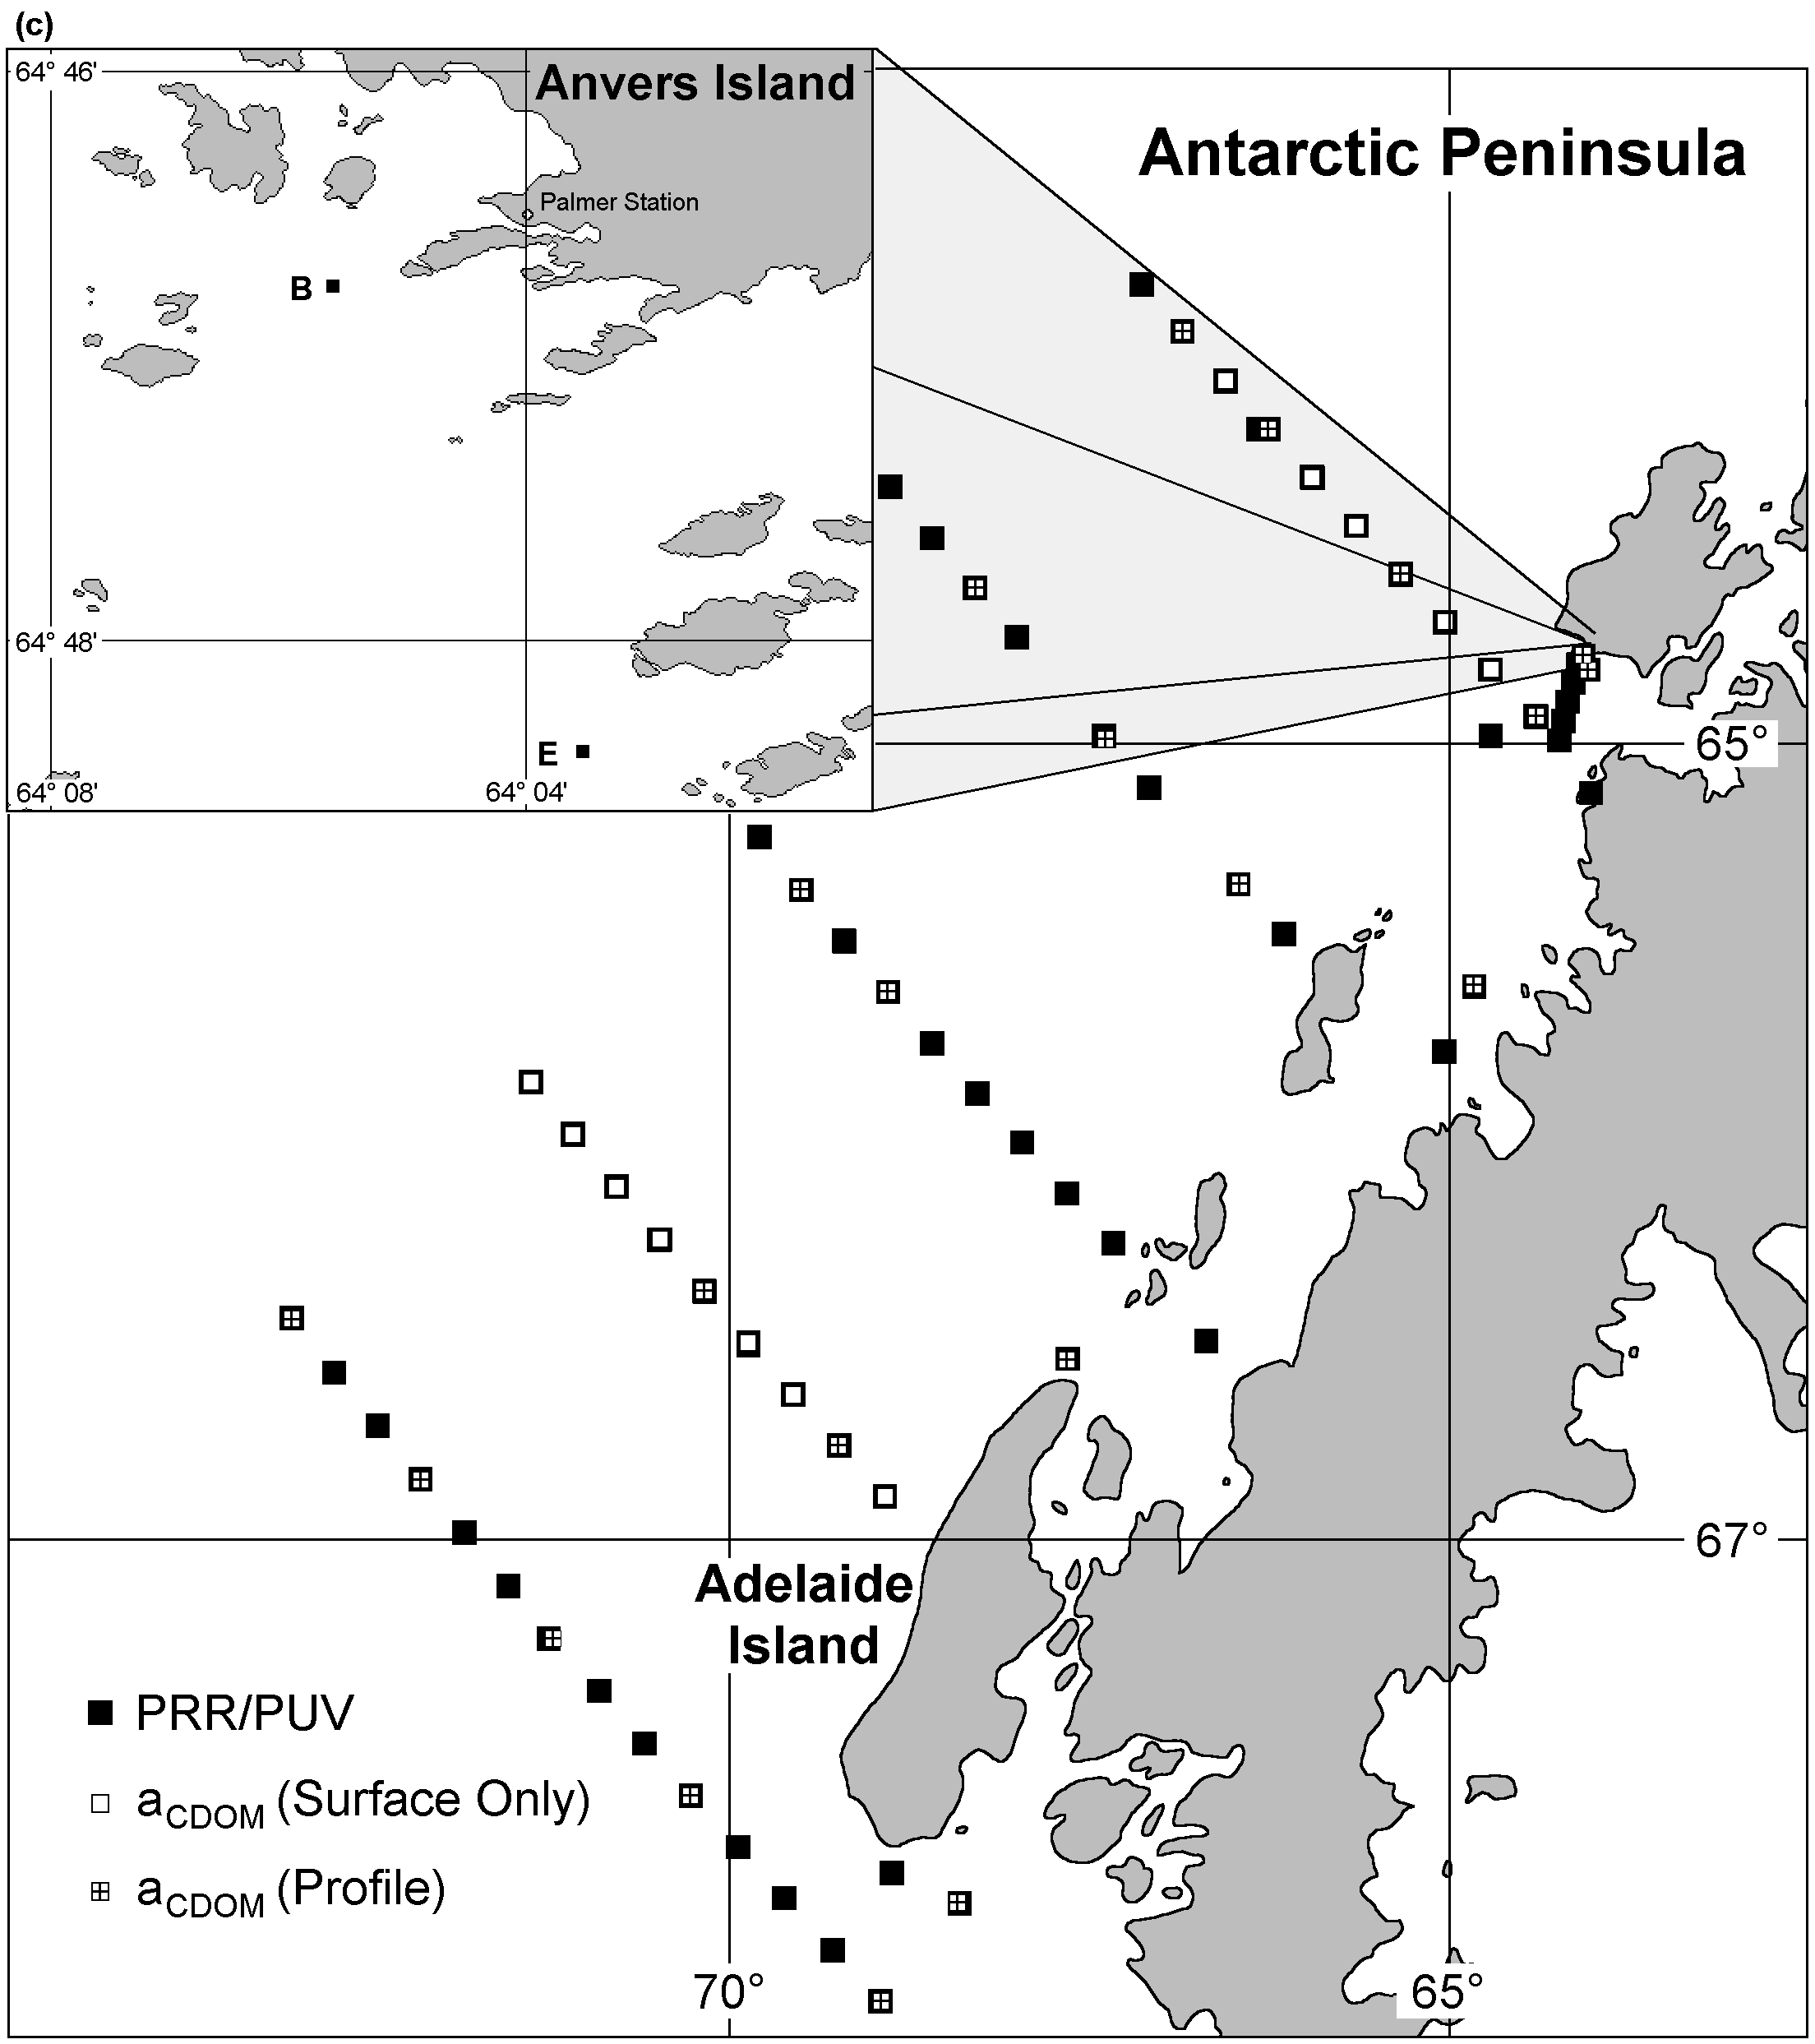 (c)
64° 46'
Anvers Island
Antarctic Peninsula
Palmer Station
B
64° 48'
E
64° 08'
64° 04'
65°
67°
Adelaide
Island
PRR/PUV
aCDOM (Surface Only)
aCDOM (Profile)
70°
65°